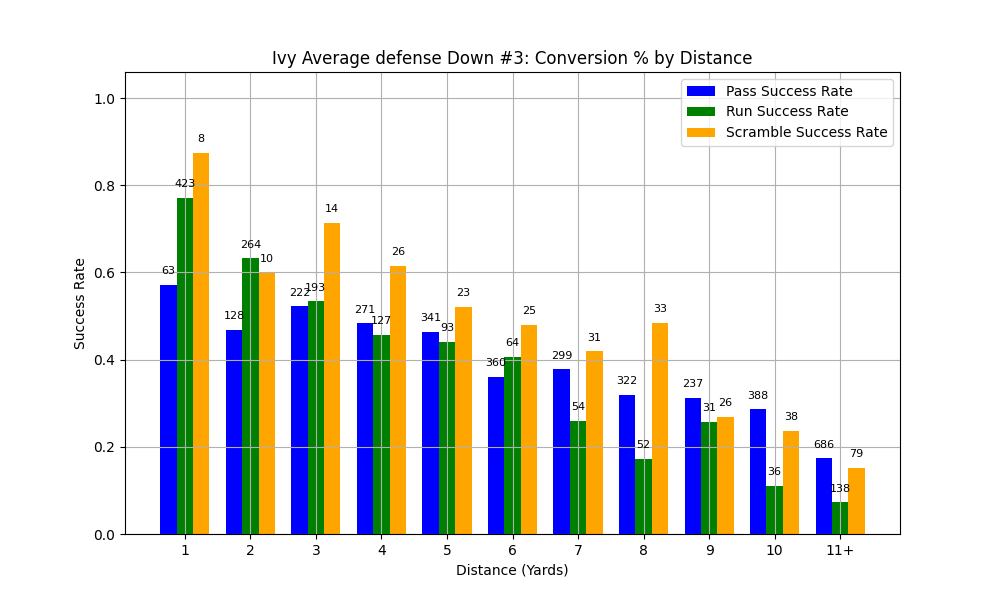 Ivy Average defense Down #3: Conversion % by Distance
Pass Success Rate
Run Success Rate
Scramble Success Rate
Success Rate
1.0
0.8
0.6
0.4
0.2
0.0
63 423 8
128 264 10
222 193 14
271 127 26
341 93 23
360 64 25
299 54 31
322 52 33
237 31 26
388 36 38
686 138 79
1 2 3 4 5 6 7 8 9 10 11+
Distance (Yards)